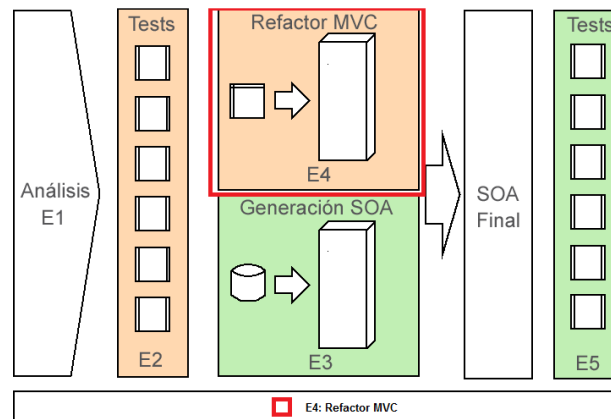 Análisis
E1
Tests
E2
Refactor MVC
E4
Generación SOA
E3
SOA
Final
Tests
E5
E4: Refactor MVC